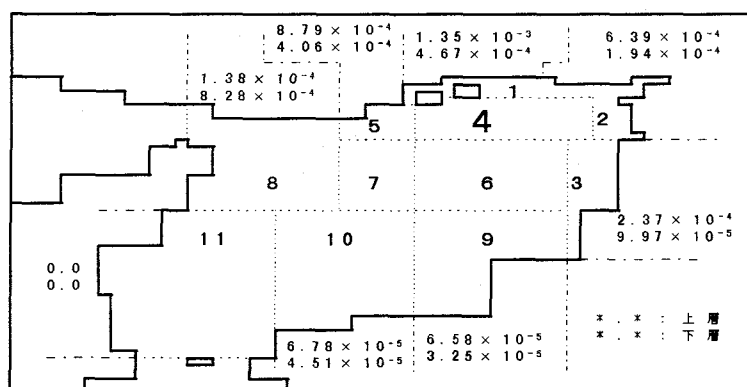 8.79 × 10⁻⁴
4.06 × 10⁻⁴
1.35 × 10⁻³
4.67 × 10⁻⁴
6.39 × 10⁻⁴
1.94 × 10⁻⁴
1.38 × 10⁻⁴
8.28 × 10⁻⁴
1
5
4
2
8
7
6
3
11
10
9
2.37 × 10⁻⁴
9.97 × 10⁻⁵
0.0
0.0
*.* : 上層
*.* : 下層
6.78 × 10⁻⁵
4.51 × 10⁻⁵
6.58 × 10⁻⁵
3.25 × 10⁻⁵